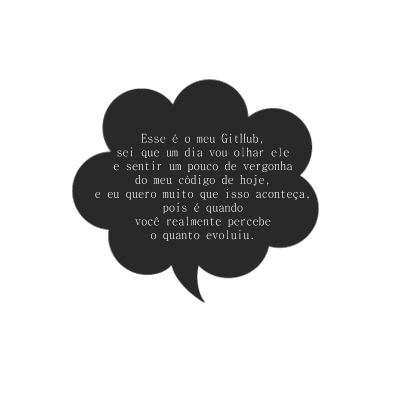 Esse é o meu GitHub,
sei que um dia vou olhar ele
e sentir um pouco de vergonha
do meu código de hoje,
e eu quero muito que isso aconteça,
pois é quando
você realmente percebe
o quanto evoluiu.